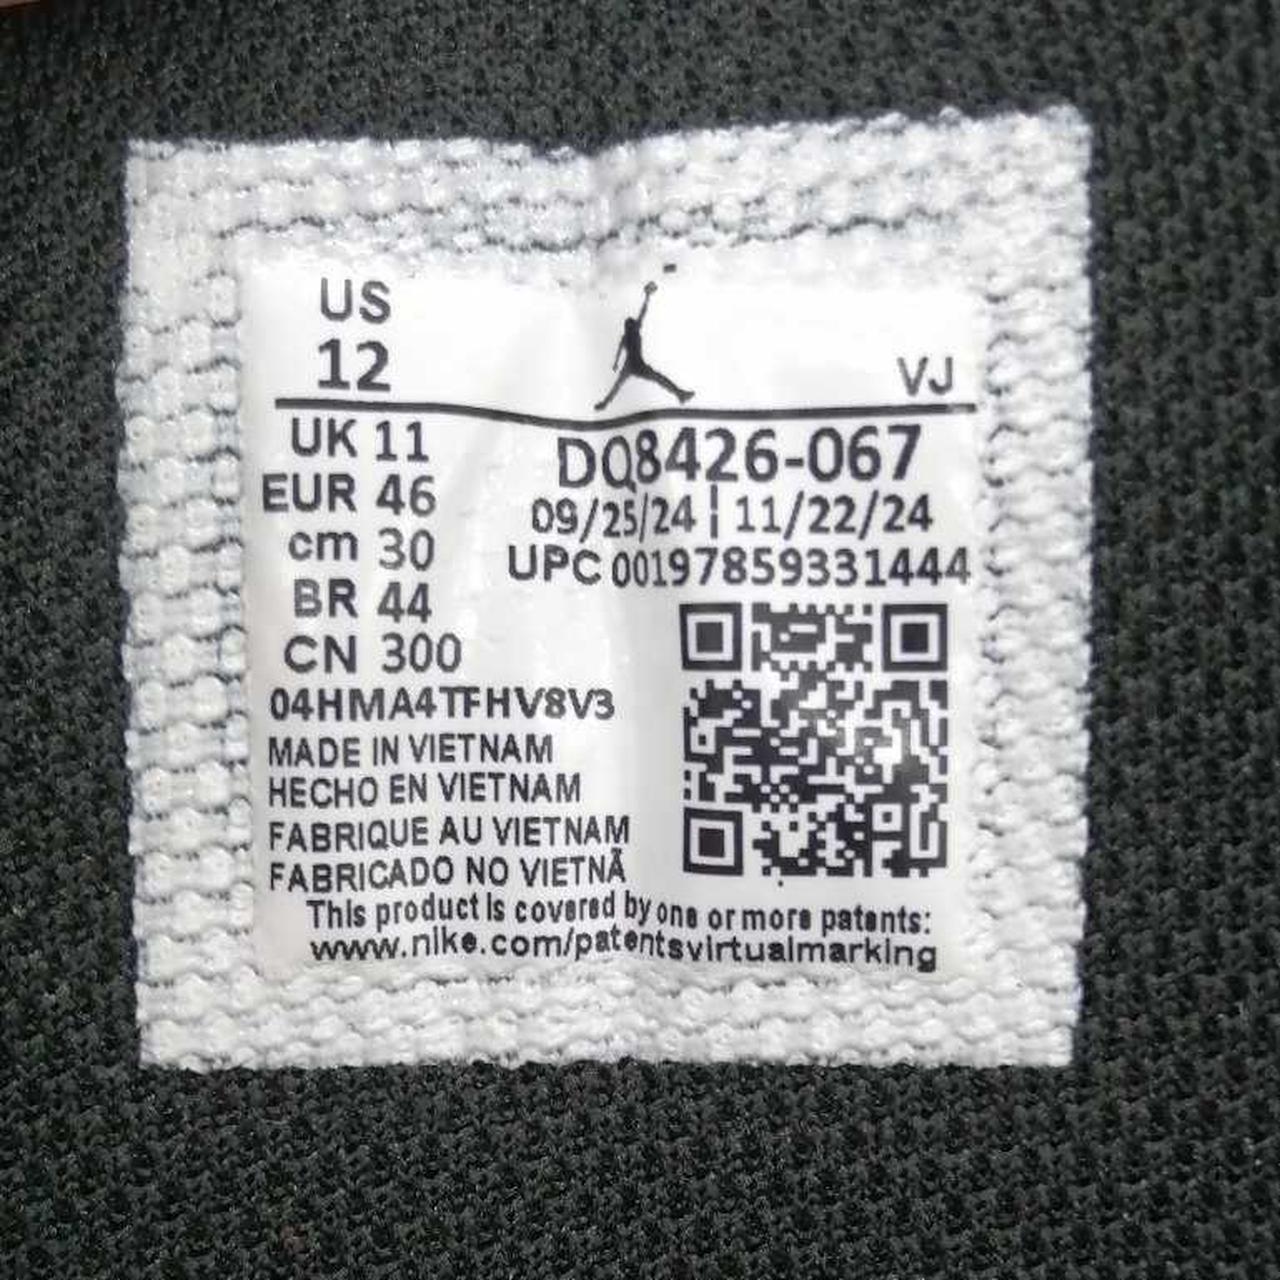 US
12
VJ
UK 11
EUR 46
cm 30
BR 44
CN 300
DQ8426-067
09/25/24 | 11/22/24
UPC 00197859331444
04HMA4TFHV8V3
MADE IN VIETNAM
HECHO EN VIETNAM
FABRIQUE AU VIETNAM
FABRICADO NO VIETNÃ
This product is covered by one or more patents:
www.nike.com/patentsvirtualmarking